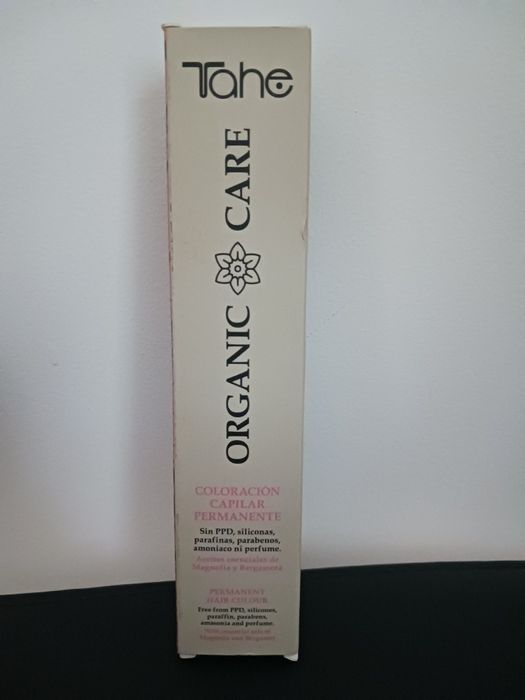 Tahe
ORGANIC CARE
COLORACIÓN
CAPILAR
PERMANENTE
Sin PPD, siliconas,
parafinas, parabenos,
amoniaco ni perfume.
Aceites esenciales de
Magnolia y Bergamota
PERMANENT
HAIR COLOUR
Free from PPD, silicones,
paraffin, parabens,
ammonia and perfume.
With essential oils of
Magnolia and Bergamot